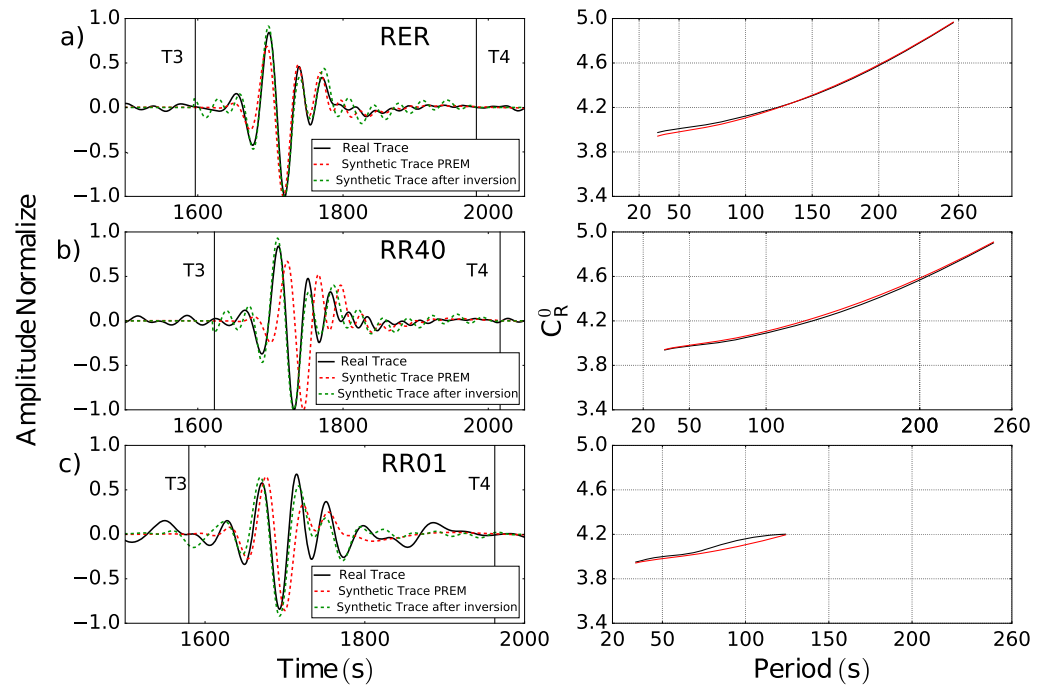 Amplitude Normalize
a)
RER
T3
T4
1.0
0.5
0.0
−0.5
−1.0
Real Trace
Synthetic Trace PREM
Synthetic Trace after inversion
1600 1800 2000
5.0
4.6
4.2
3.8
3.4
20 50 100 150 200 260
b)
RR40
T3
T4
1.0
0.5
0.0
−0.5
−1.0
Real Trace
Synthetic Trace PREM
Synthetic Trace after inversion
1600 1800 2000
C_R^0
5.0
4.6
4.2
3.8
3.4
20 50 100 200 260
c)
RR01
T3
T4
1.0
0.5
0.0
−0.5
−1.0
Real Trace
Synthetic Trace PREM
Synthetic Trace after inversion
1600 1800 2000
Time (s)
5.0
4.6
4.2
3.8
3.4
20 50 100 150 200 260
Period (s)